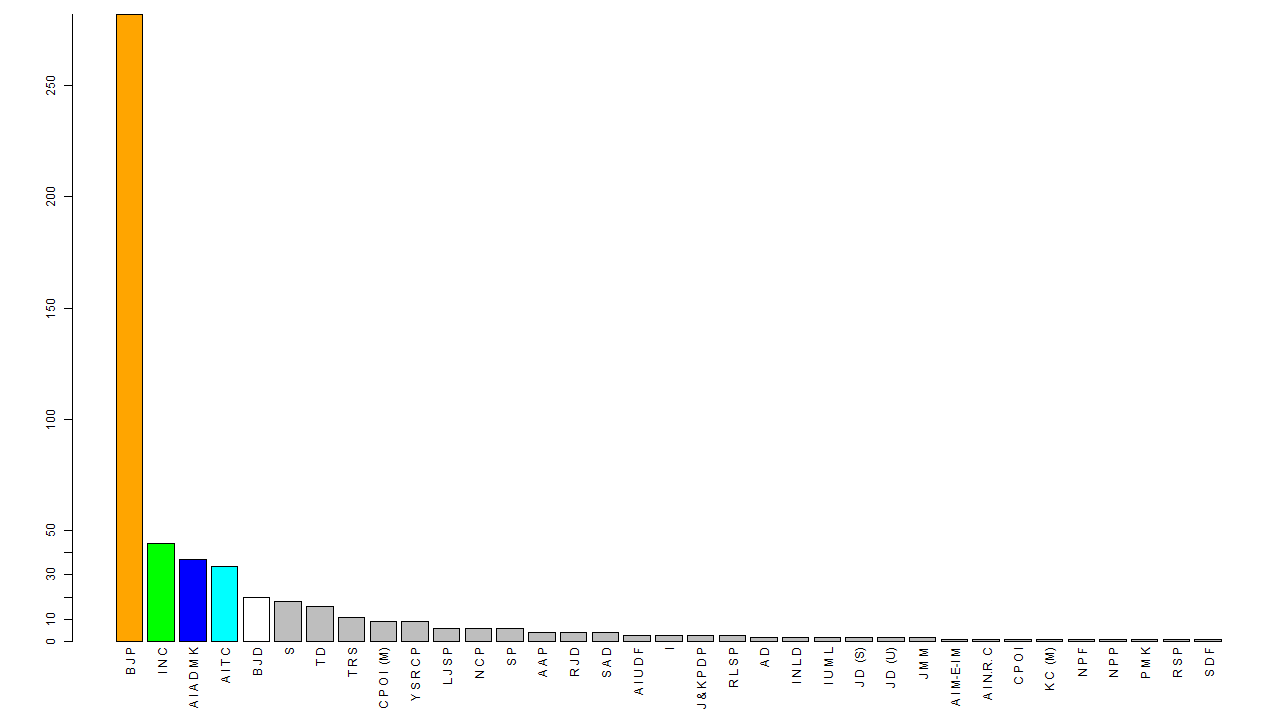 250
200
150
100
50
30
10
0
BJP
INC
AIADMK
AITC
BJD
S
TD
TRS
CPOI (M)
YSRCP
LJSP
NCP
SP
AAP
RJD
SAD
AIUDF
I
J&KPDP
RLSP
AD
INLD
IUML
JD (S)
JD (U)
JMM
AIM-E-IM
AIN.R.C
CPOI
KC (M)
NPF
NPP
PMK
RSP
SDF